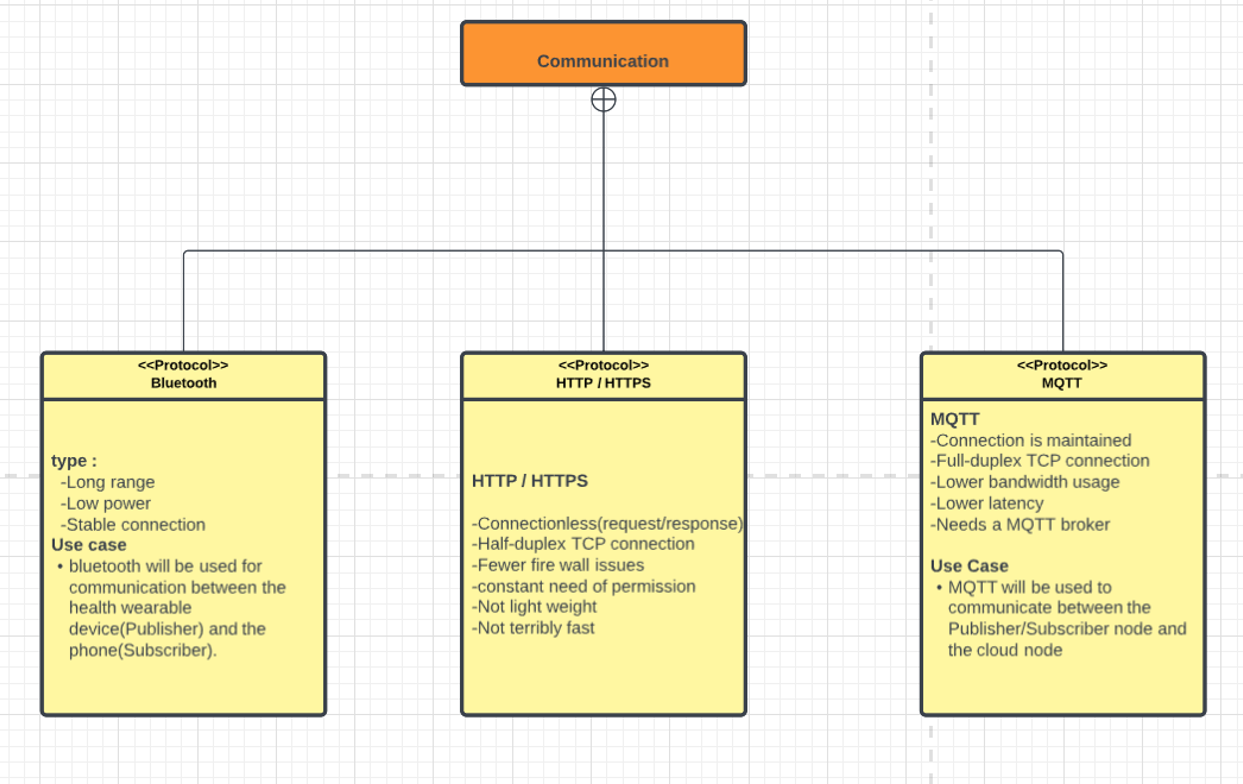 Communication
<<Protocol>>
Bluetooth
type :
-Long range
-Low power
-Stable connection
Use case
• bluetooth will be used for
communication between the
health wearable
device(Publisher) and the
phone(Subscriber).
<<Protocol>>
HTTP / HTTPS
HTTP / HTTPS
-Connectionless(request/response)
-Half-duplex TCP connection
-Fewer fire wall issues
-constant need of permission
-Not light weight
-Not terribly fast
<<Protocol>>
MQTT
MQTT
-Connection is maintained
-Full-duplex TCP connection
-Lower bandwidth usage
-Lower latency
-Needs a MQTT broker
Use Case
• MQTT will be used to
communicate between the
Publisher/Subscriber node and
the cloud node